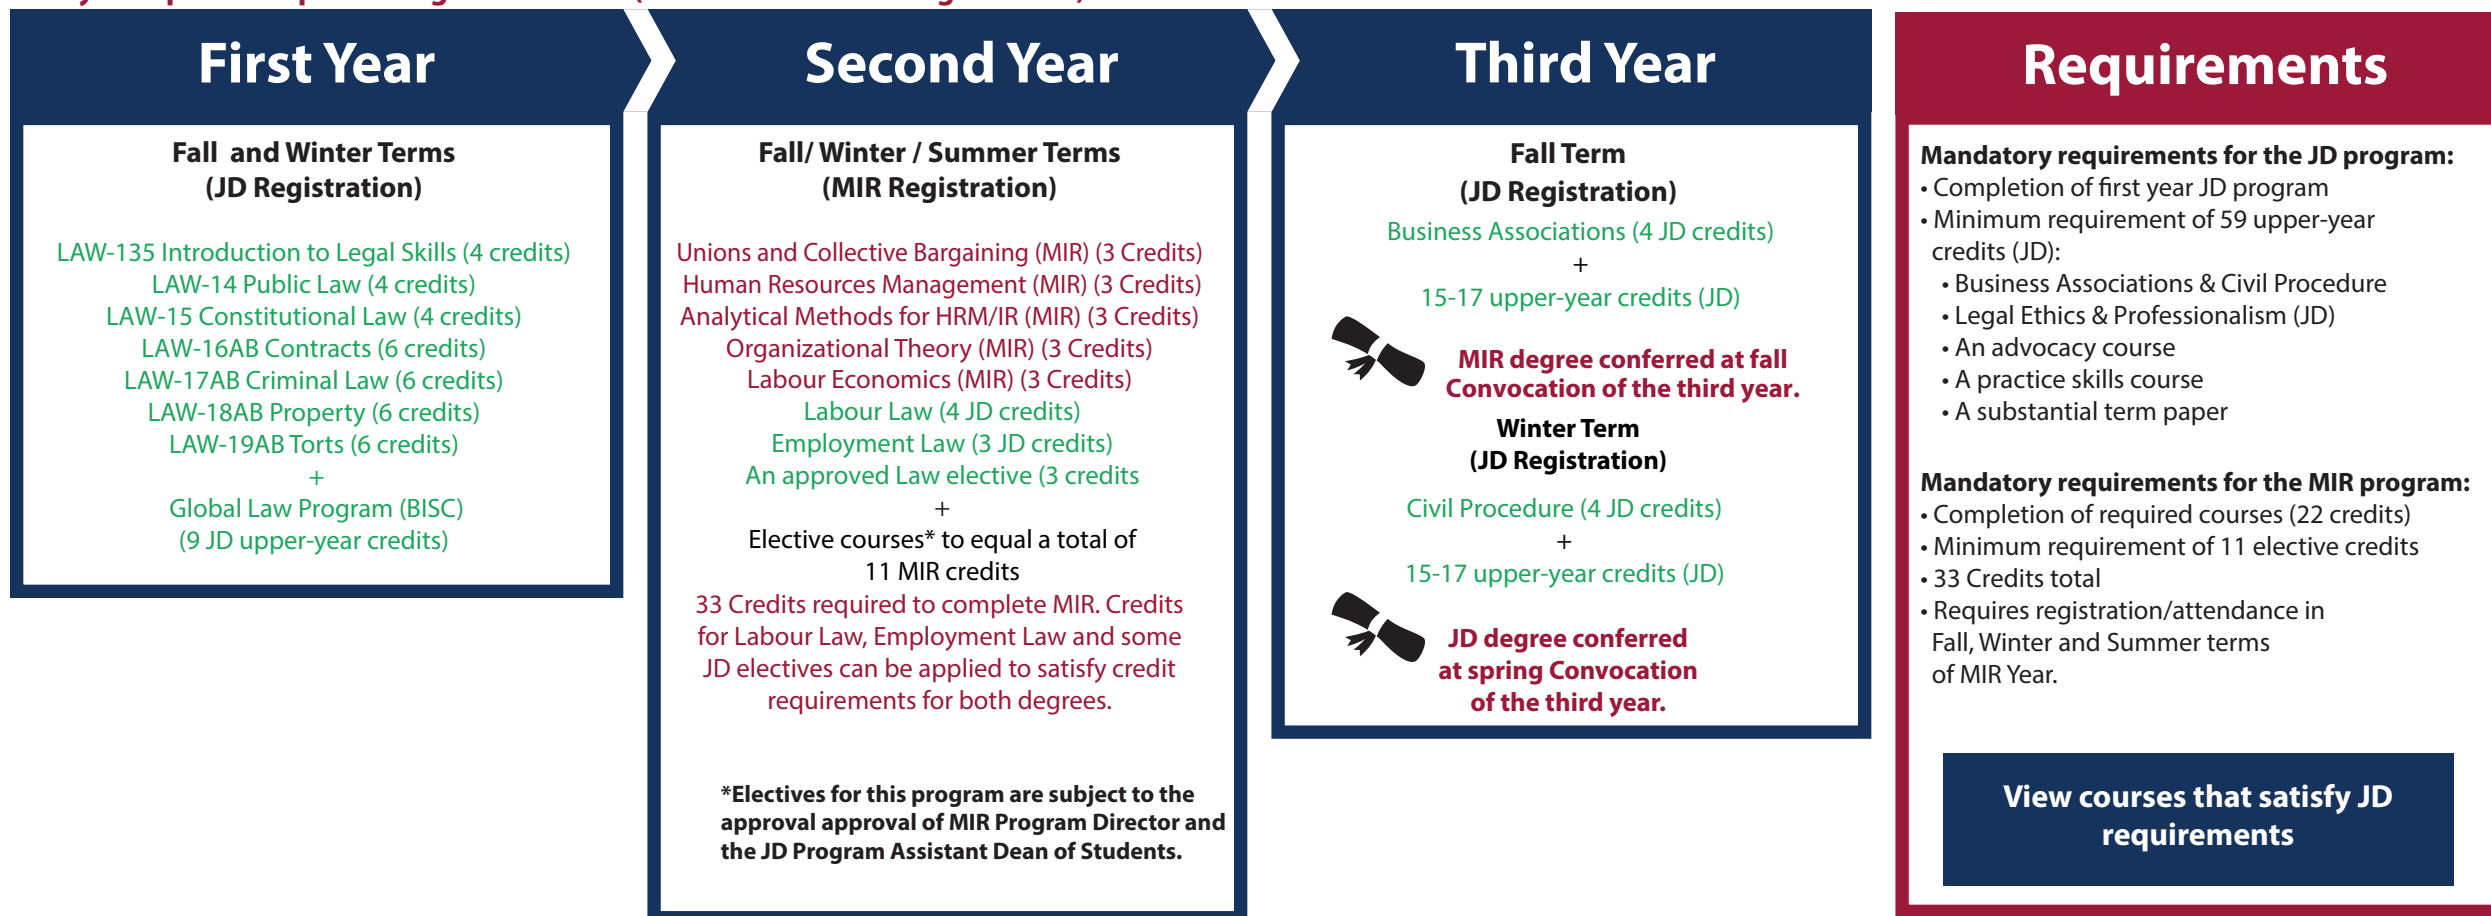 First Year
Fall and Winter Terms
(JD Registration)
LAW-135 Introduction to Legal Skills (4 credits)
LAW-14 Public Law (4 credits)
LAW-15 Constitutional Law (4 credits)
LAW-16AB Contracts (6 credits)
LAW-17AB Criminal Law (6 credits)
LAW-18AB Property (6 credits)
LAW-19AB Torts (6 credits)
+
Global Law Program (BISC)
(9 JD upper-year credits)
Second Year
Fall/ Winter / Summer Terms
(MIR Registration)
Unions and Collective Bargaining (MIR) (3 Credits)
Human Resources Management (MIR) (3 Credits)
Analytical Methods for HRM/IR (MIR) (3 Credits)
Organizational Theory (MIR) (3 Credits)
Labour Economics (MIR) (3 Credits)
Labour Law (4 JD credits)
Employment Law (3 JD credits)
An approved Law elective (3 credits
+
Elective courses* to equal a total of
11 MIR credits
33 Credits required to complete MIR. Credits
for Labour Law, Employment Law and some
JD electives can be applied to satisfy credit
requirements for both degrees.
*Electives for this program are subject to the
approval approval of MIR Program Director and
the JD Program Assistant Dean of Students.
Third Year
Fall Term
(JD Registration)
Business Associations (4 JD credits)
+
15-17 upper-year credits (JD)
MIR degree conferred at fall
Convocation of the third year.
Winter Term
(JD Registration)
Civil Procedure (4 JD credits)
+
15-17 upper-year credits (JD)
JD degree conferred
at spring Convocation
of the third year.
Requirements
Mandatory requirements for the JD program:
• Completion of first year JD program
• Minimum requirement of 59 upper-year
credits (JD):
• Business Associations & Civil Procedure
• Legal Ethics & Professionalism (JD)
• An advocacy course
• A practice skills course
• A substantial term paper
Mandatory requirements for the MIR program:
• Completion of required courses (22 credits)
• Minimum requirement of 11 elective credits
• 33 Credits total
• Requires registration/attendance in
Fall, Winter and Summer terms
of MIR Year.
View courses that satisfy JD
requirements